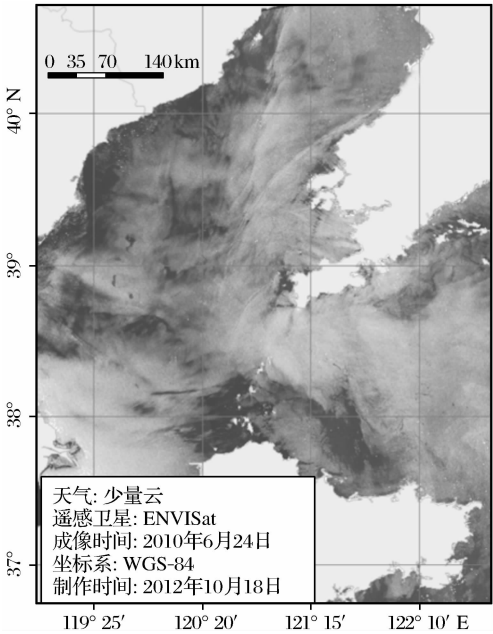 0 35 70 140 km
40° N
39°
38°
37°
天气: 少量云
遥感卫星: ENVISat
成像时间: 2010年6月24日
坐标系: WGS-84
制作时间: 2012年10月18日
119° 25′ 120° 20′ 121° 15′ 122° 10′ E